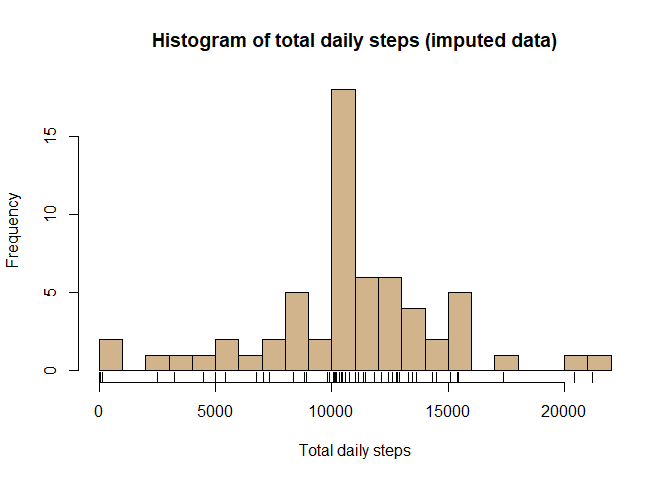 Histogram of total daily steps (imputed data)
Frequency
15
10
5
0
0 5000 10000 15000 20000
Total daily steps